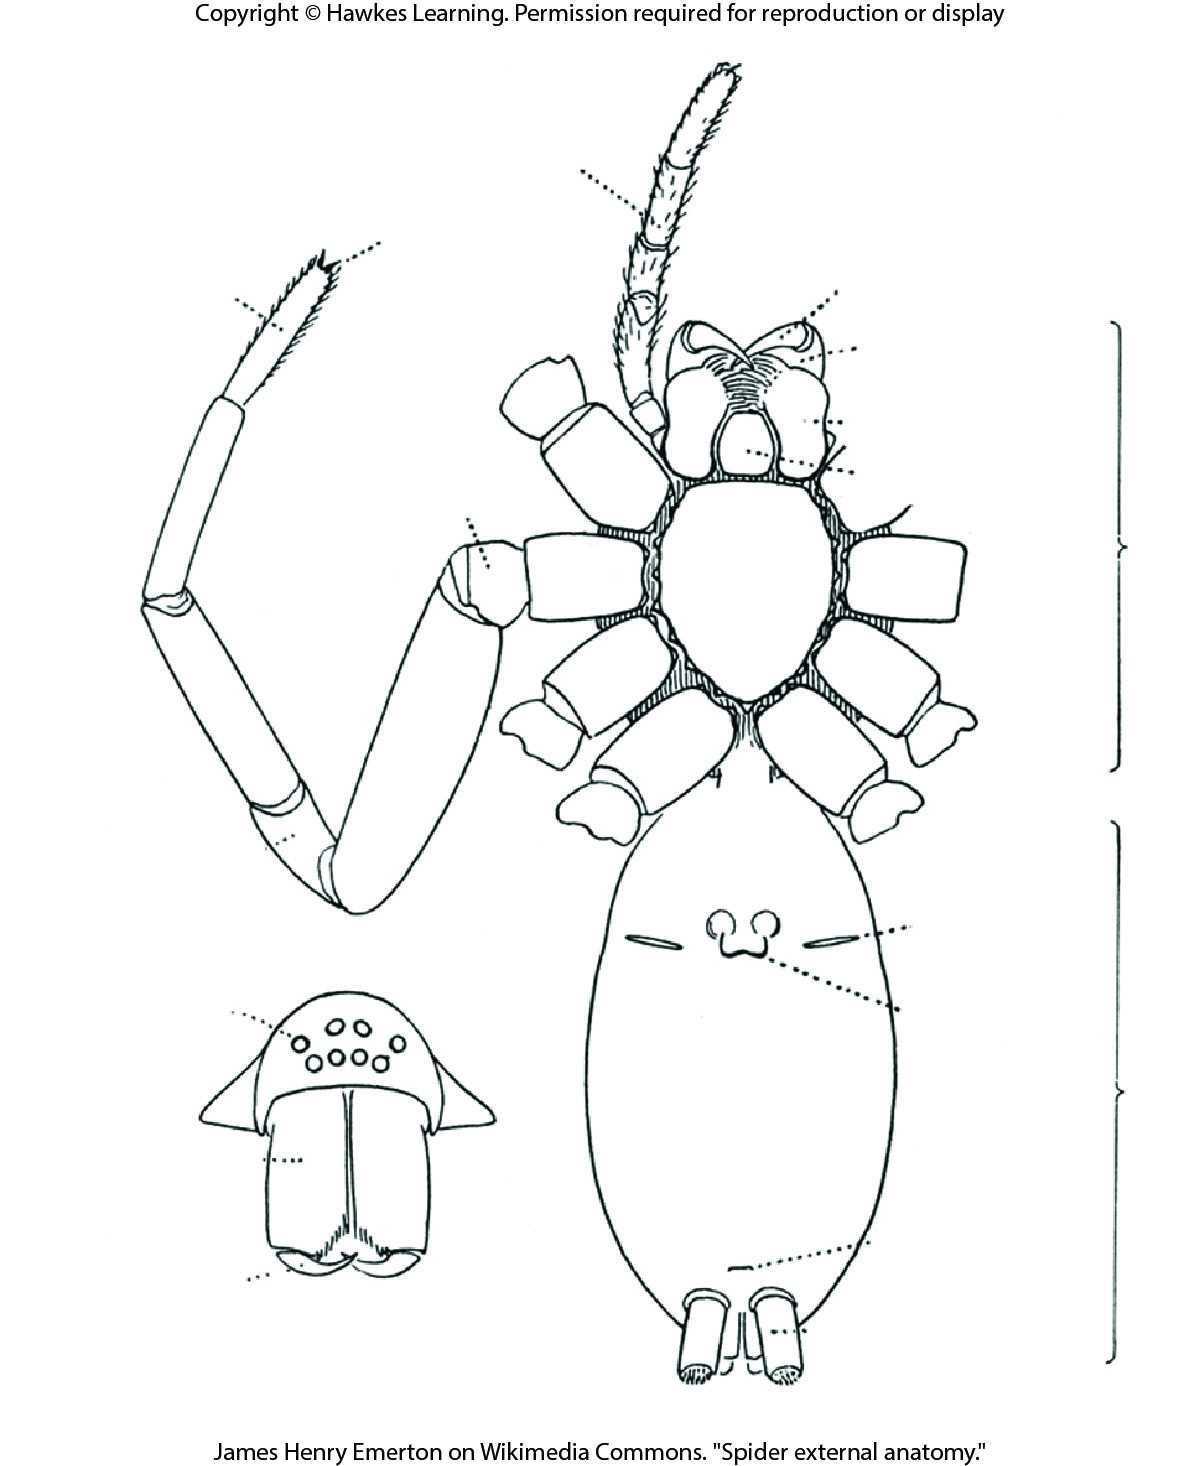 Copyright © Hawkes Learning. Permission required for reproduction or display
James Henry Emerton on Wikimedia Commons. "Spider external anatomy."